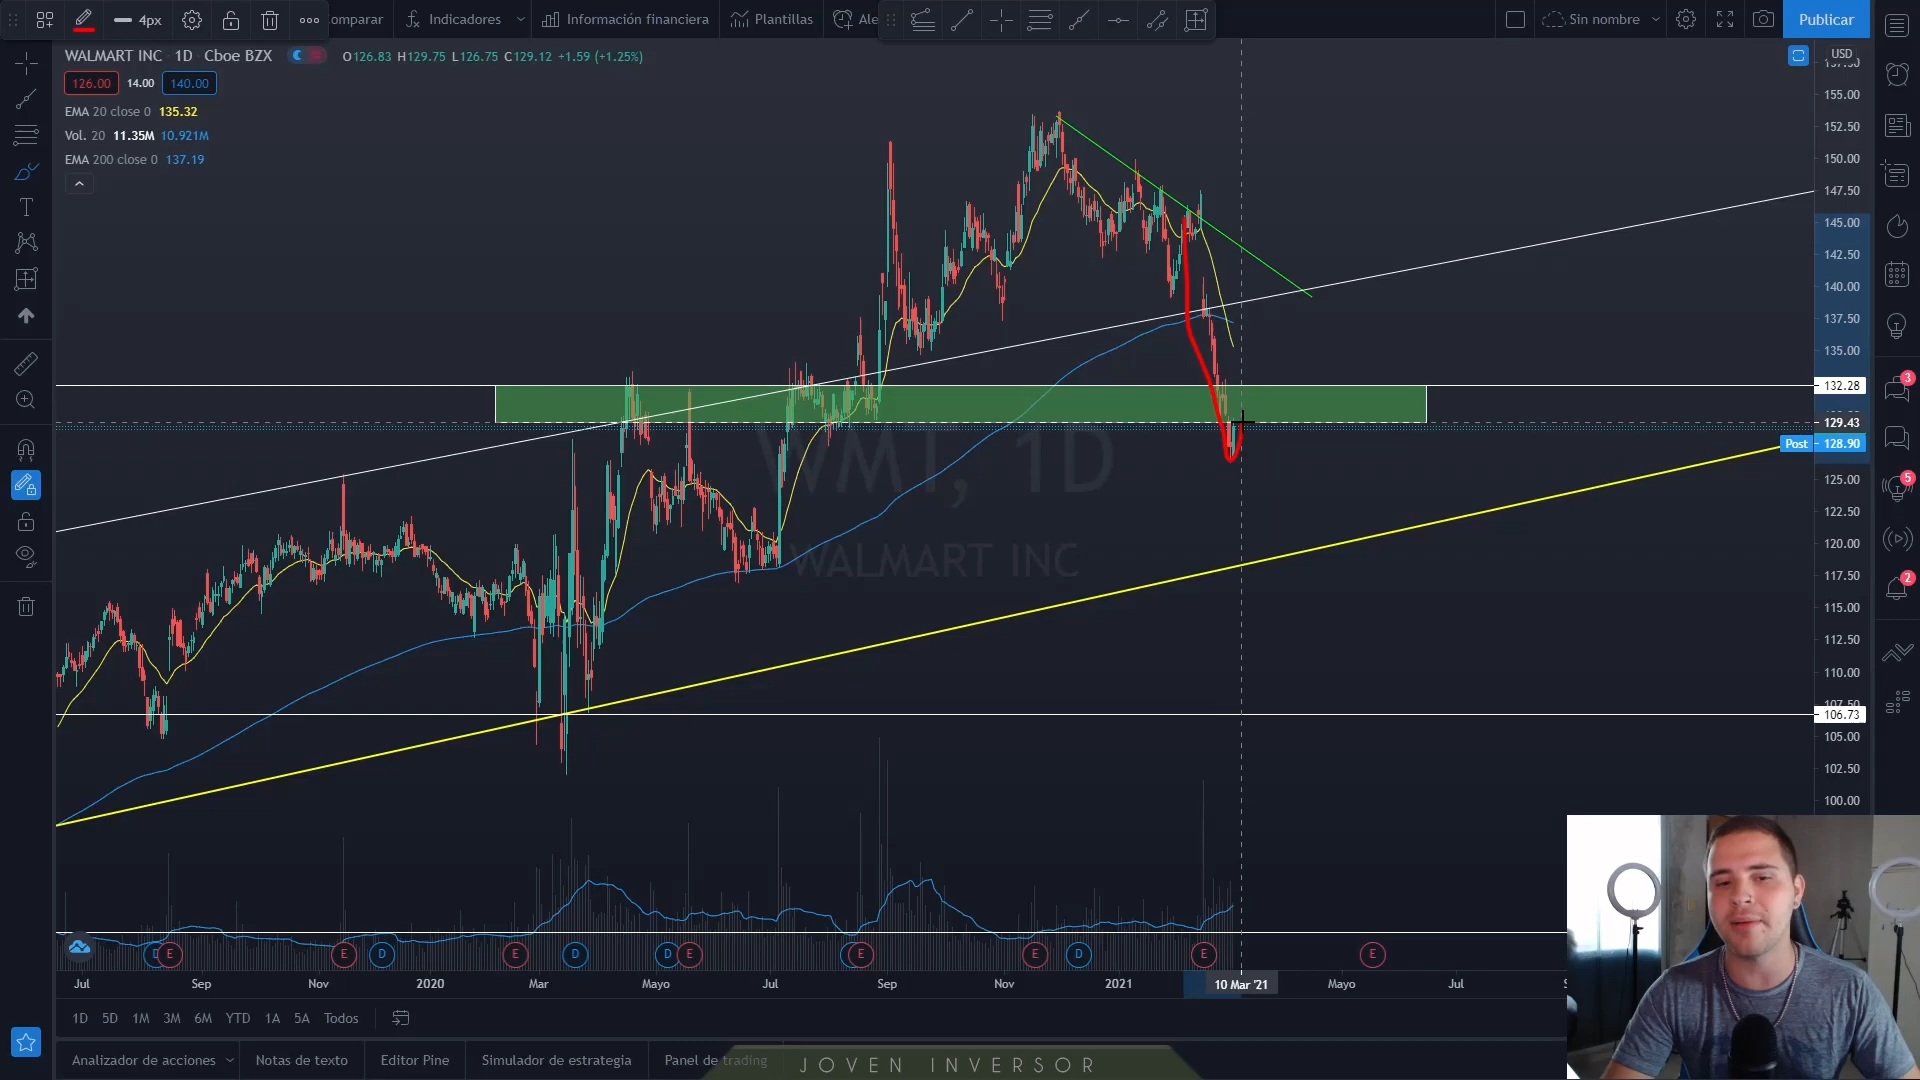 4px
omparar
Indicadores
Información financiera
Plantillas
Ale
Sin nombre
Publicar
WALMART INC 1D Cboe BZX
O126.83 H129.75 L126.75 C129.12 +1.59 (+1.25%)
126.00 14.00 140.00
EMA 20 close 0 135.32
Vol. 20 11.35M 10.921M
EMA 200 close 0 137.19
USD
155.00
152.50
150.00
147.50
145.00
142.50
140.00
137.50
135.00
132.28
129.43
Post 128.90
125.00
122.50
120.00
117.50
115.00
112.50
110.00
106.73
105.00
102.50
100.00
3
5
2
WMT, 1D
WALMART INC
D E E D E D D E E E D E E
Jul Sep Nov 2020 Mar Mayo Jul Sep Nov 2021 10 Mar '21 Mayo Jul
1D 5D 1M 3M 6M YTD 1A 5A Todos
Analizador de acciones Notas de texto Editor Pine Simulador de estrategia Panel de trading
JOVEN INVERSOR